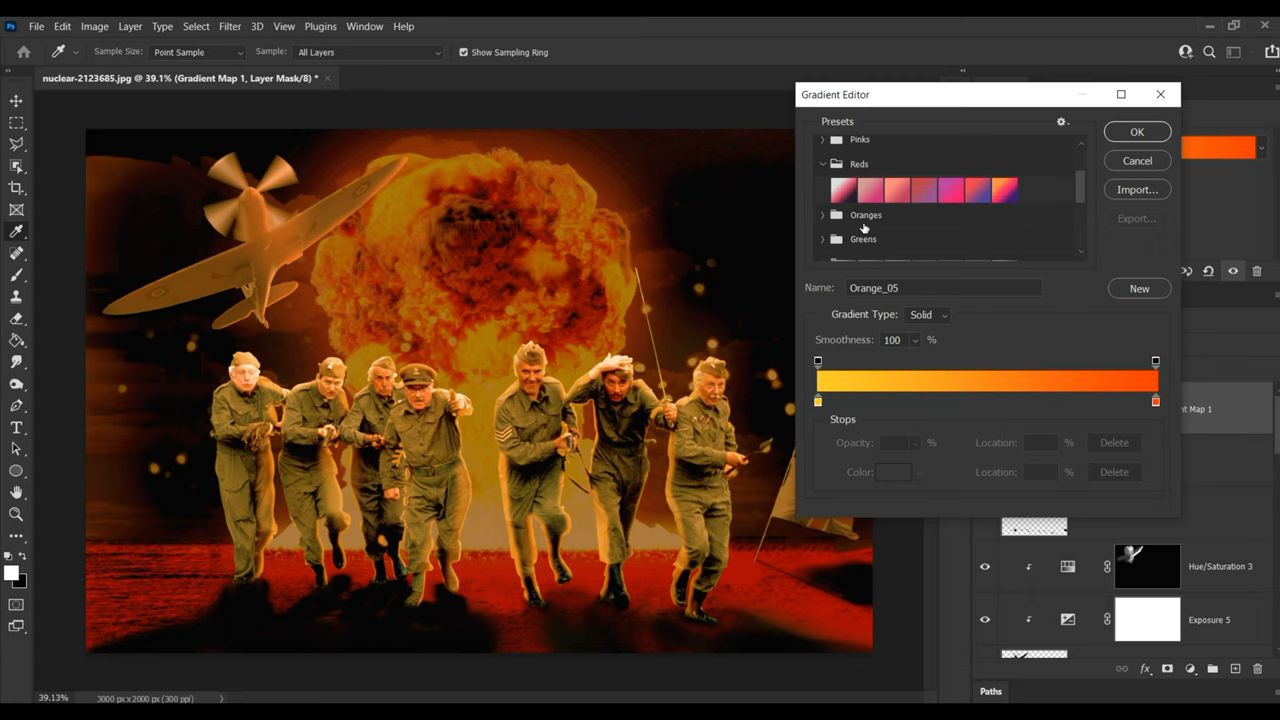 Ps File Edit Image Layer Type Select Filter 3D View Plugins Window Help
Sample Size: Point Sample Sample: All Layers Show Sampling Ring
nuclear-2123685.jpg @ 39.1% (Gradient Map 1, Layer Mask/8) * ×
Gradient Editor
Presets
Pinks
Reds
Oranges
Greens
OK
Cancel
Import...
Export...
Name: Orange_05
New
Gradient Type: Solid
Smoothness: 100 %
Stops
Opacity: % Location: % Delete
Color: Location: % Delete
nt Map 1
Hue/Saturation 3
Exposure 5
fx
Paths
39.13% 3000 px x 2000 px (300 ppi)